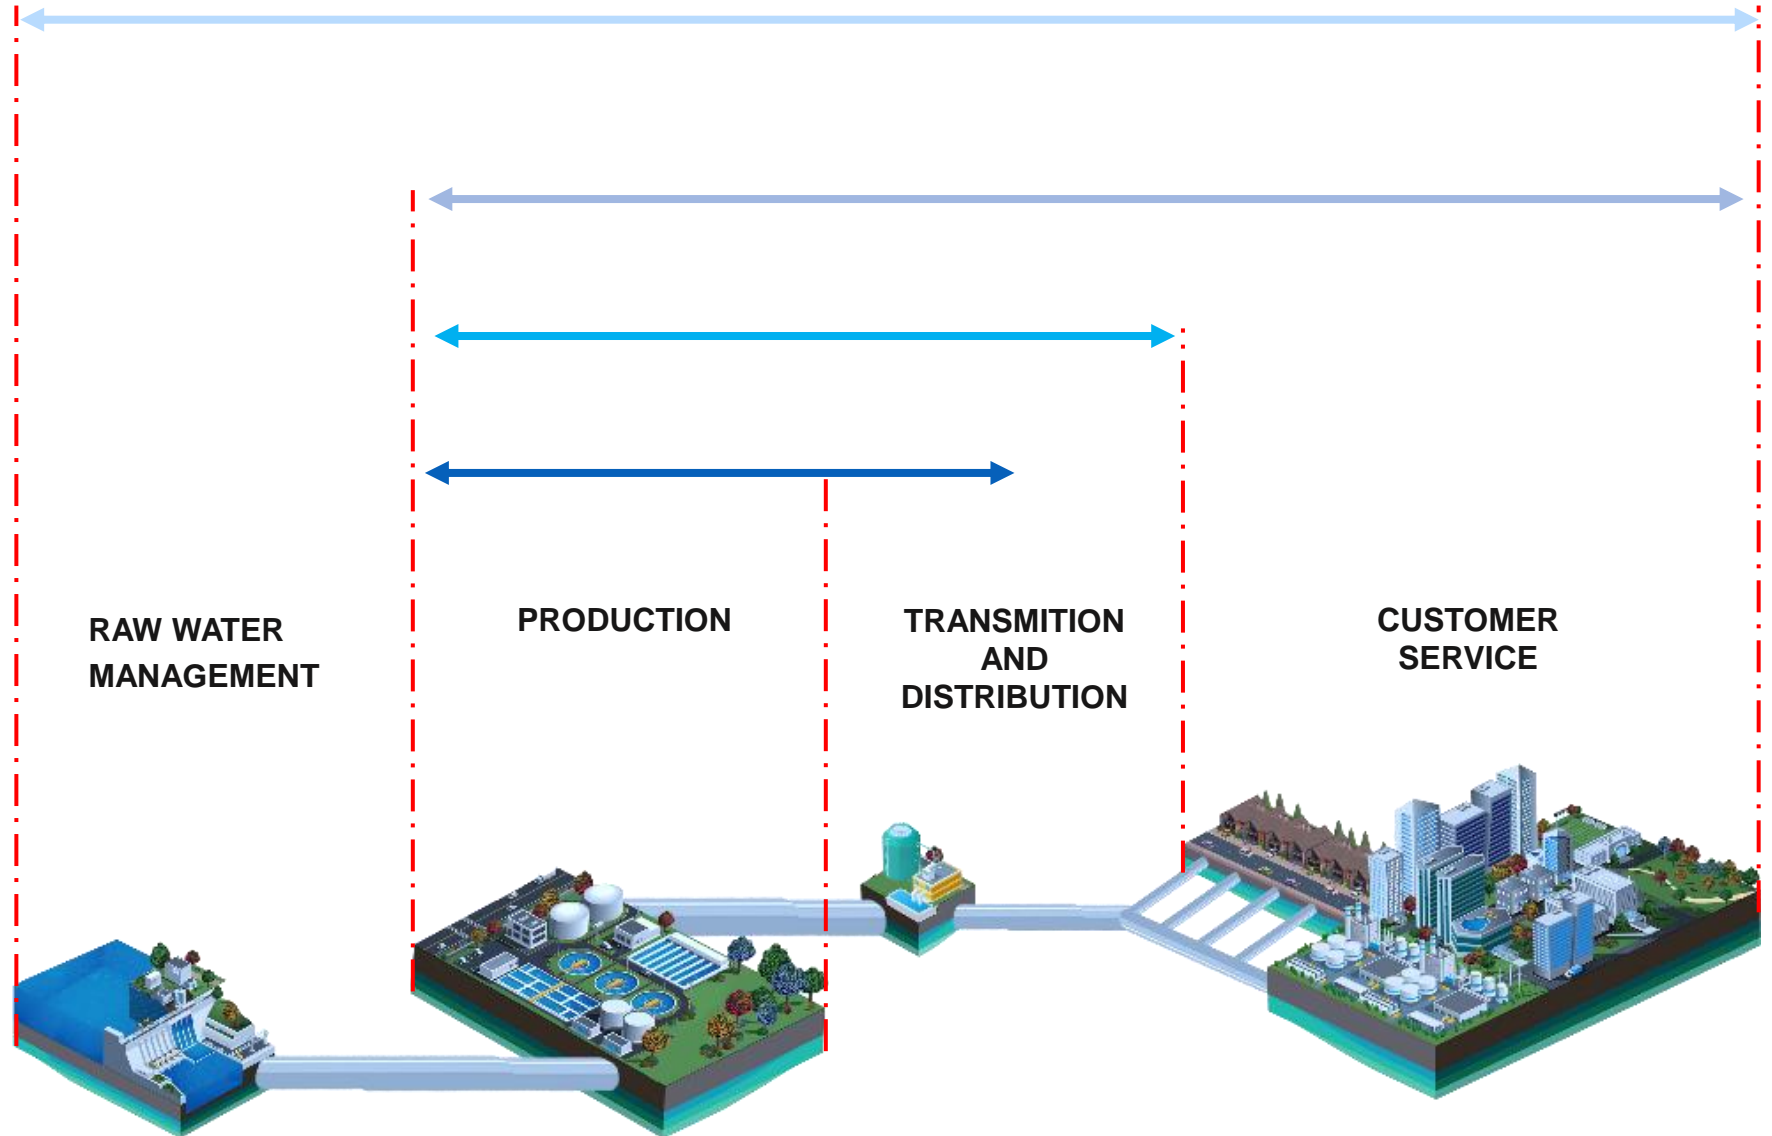 RAW WATER
MANAGEMENT
PRODUCTION
TRANSMITION
AND
DISTRIBUTION
CUSTOMER
SERVICE